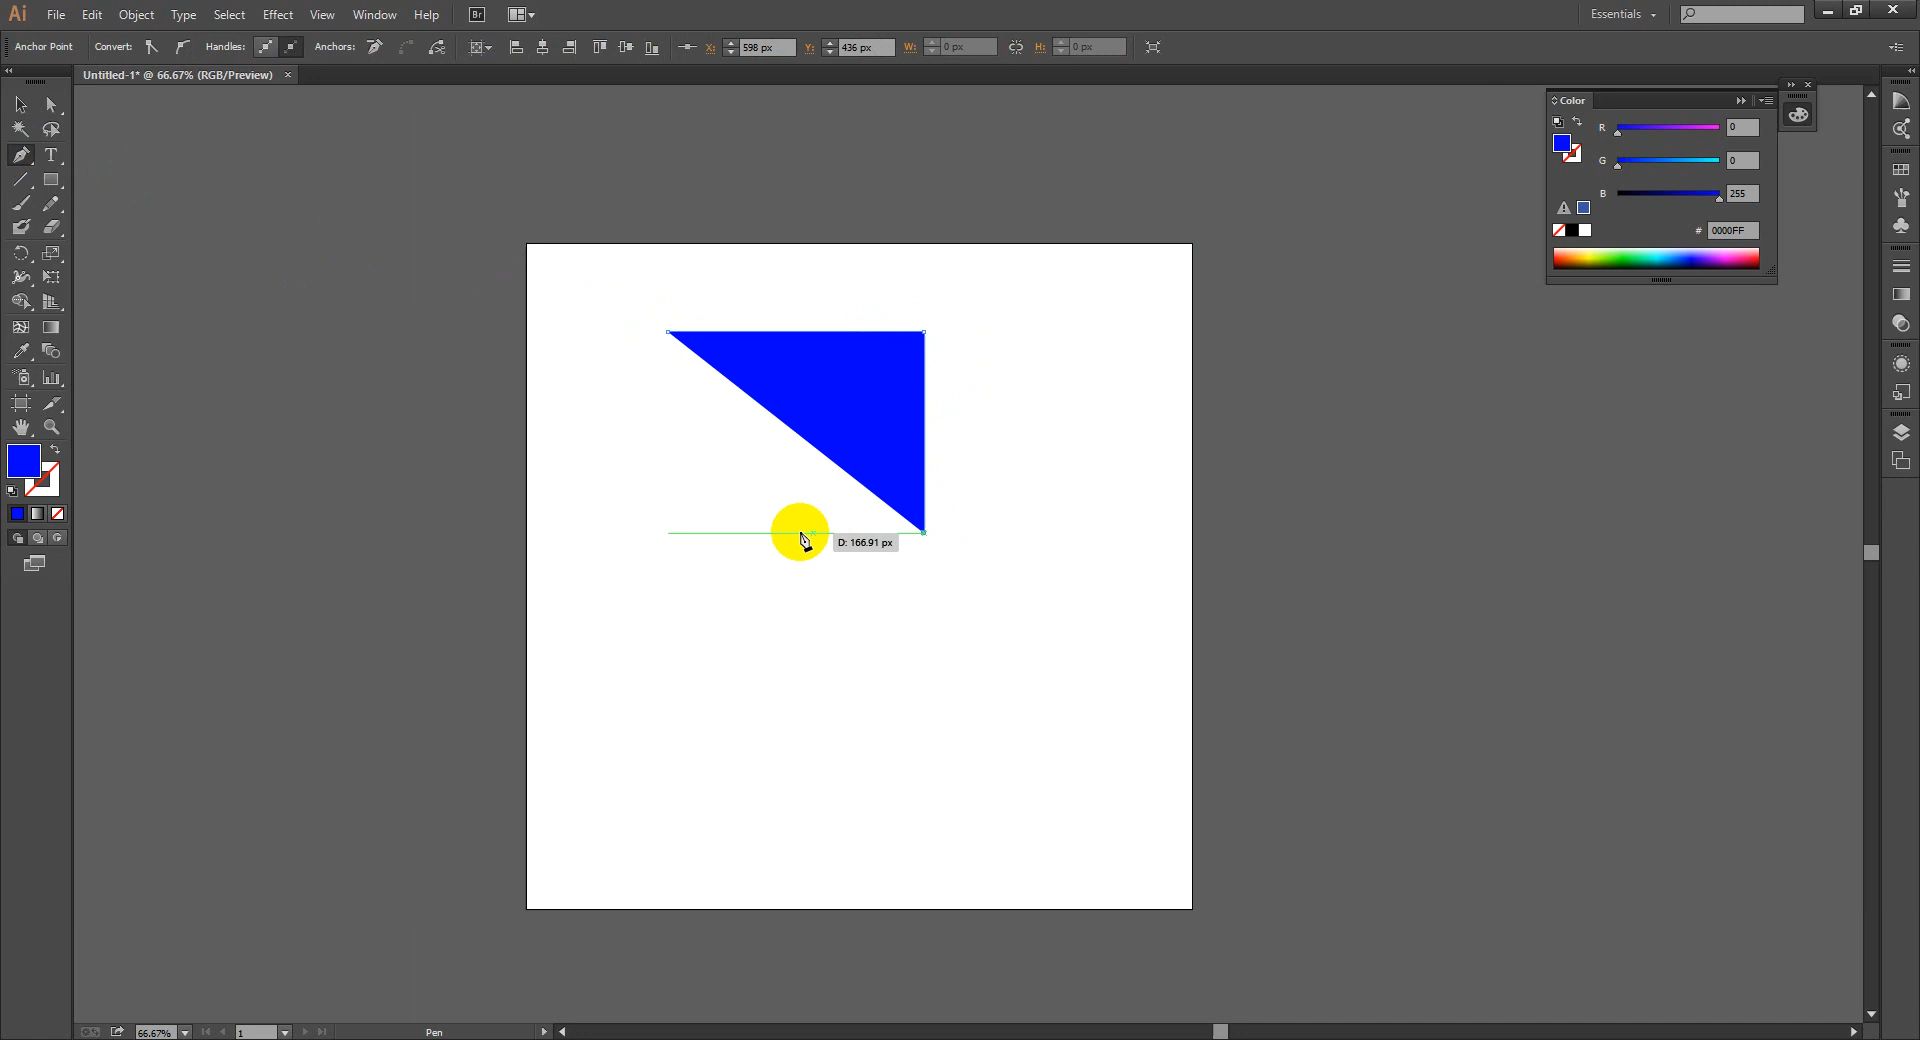 Ai File Edit Object Type Select Effect View Window Help Br Essentials
Anchor Point Convert: Handles: Anchors: X: 598 px Y: 436 px W: 0 px H: 0 px
Untitled-1* @ 66.67% (RGB/Preview) ×
Color
R 0
G 0
B 255
# 0000FF
T
D: 166.91 px
66.67% 1 Pen